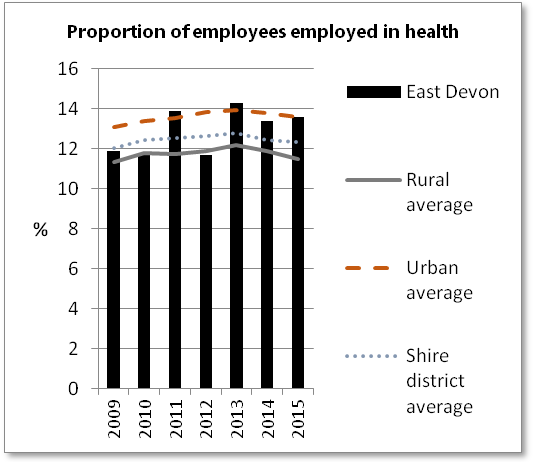 Proportion of employees employed in health
16
14
12
10
8
6
4
2
0
%
2009
2010
2011
2012
2013
2014
2015
East Devon
Rural
average
Urban
average
Shire
district
average